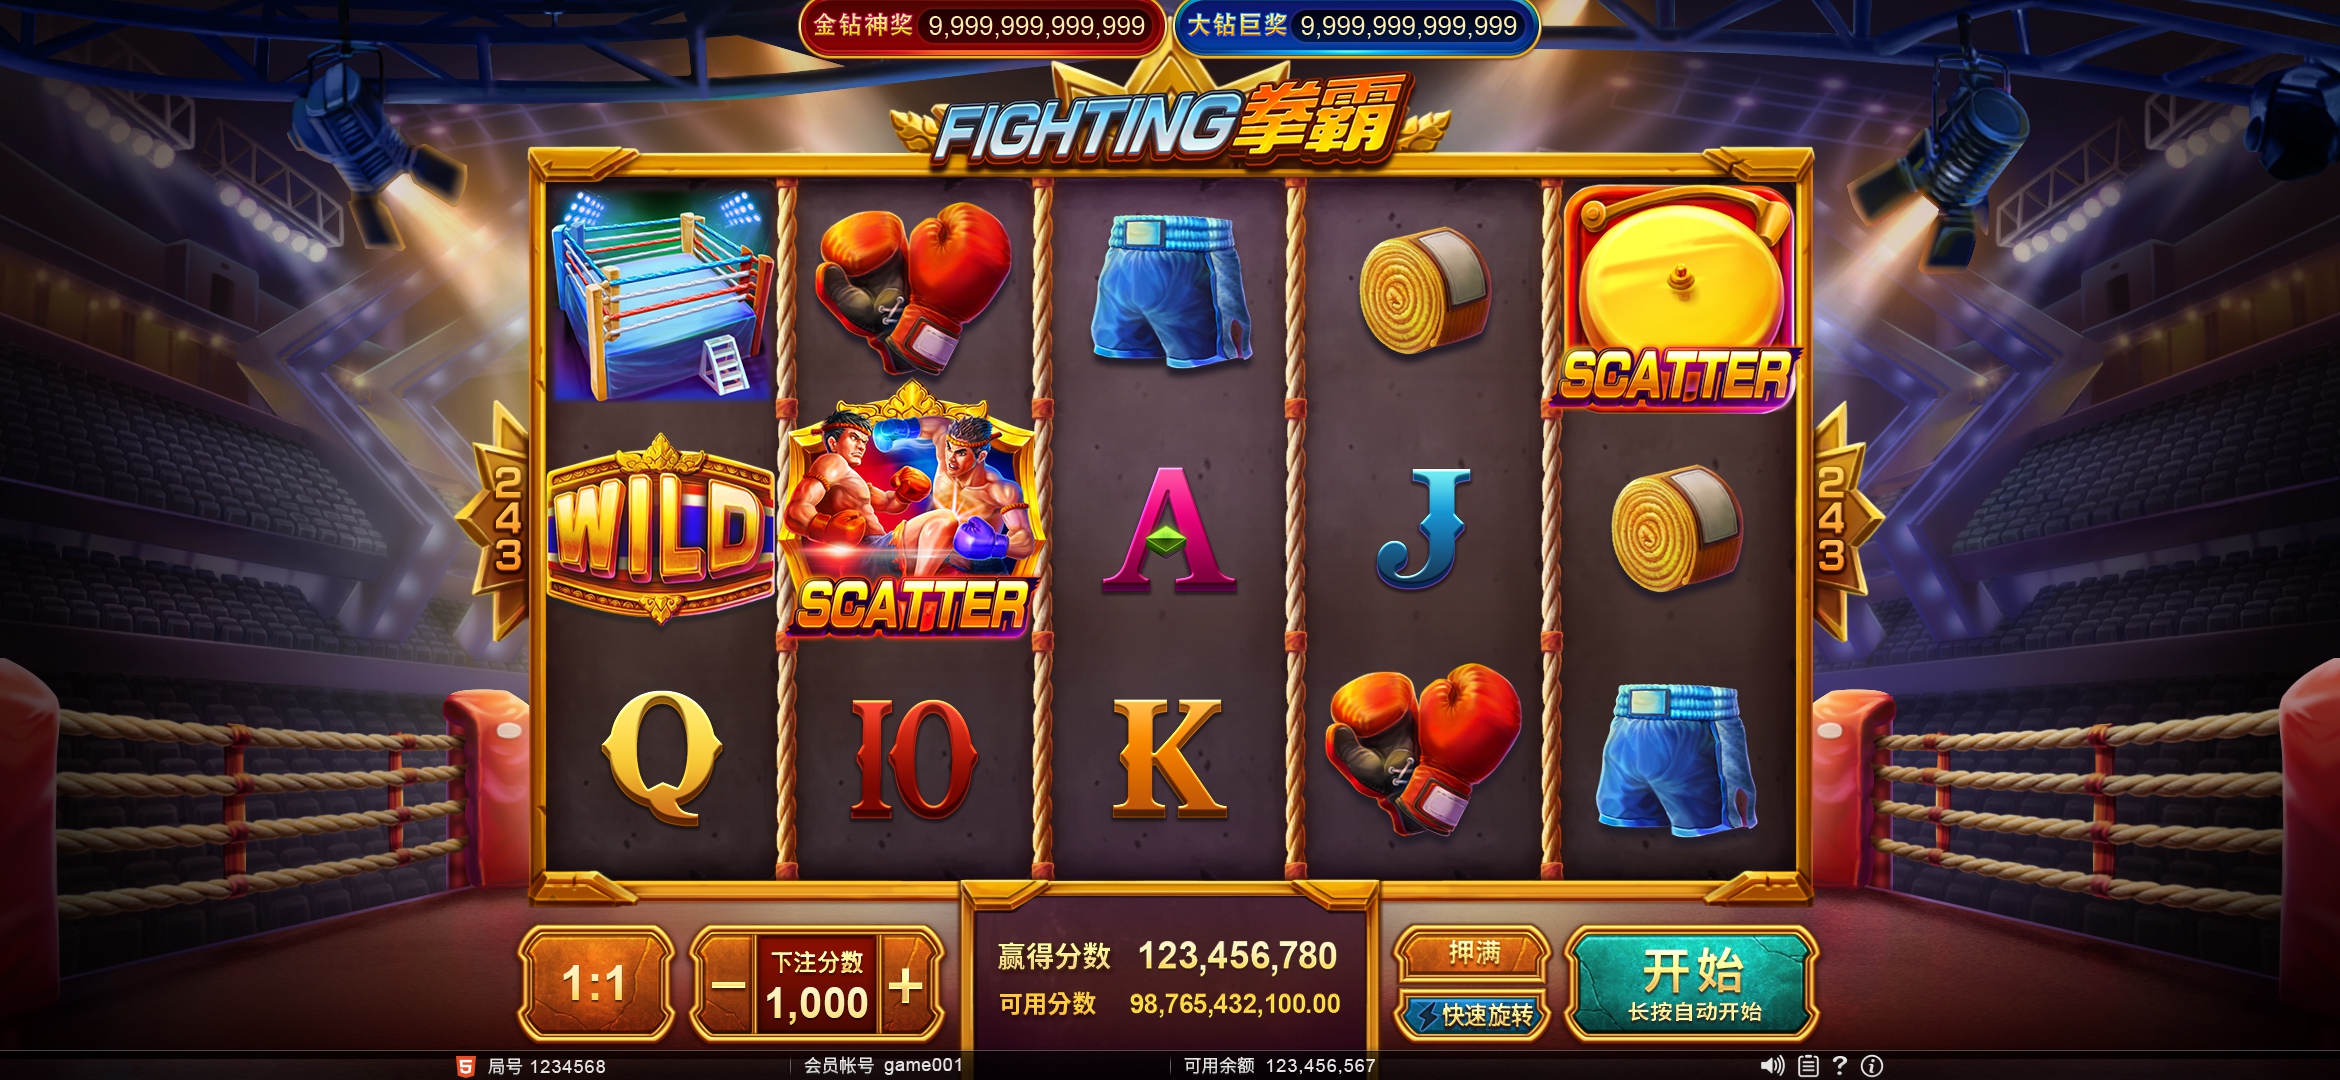 金钻神奖 9,999,999,999,999
大钻巨奖 9,999,999,999,999
FIGHTING拳霸
SCATTER
243
WILD
SCATTER
A
J
243
Q
10
K
1:1
下注分数
− 1,000 +
赢得分数 123,456,780
可用分数 98,765,432,100.00
押满
快速旋转
开始
长按自动开始
5 局号 1234568
会员帐号 game001
可用余额 123,456,567
? i